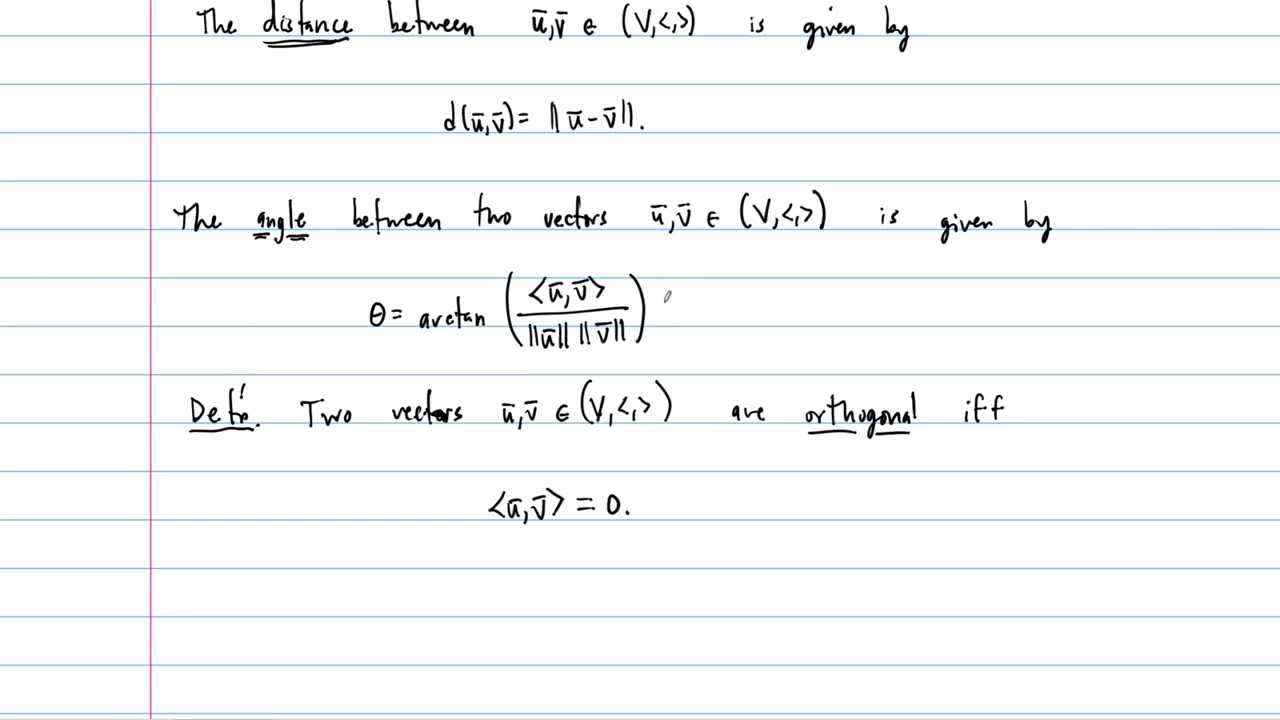 The distance between ū,v̄ ∈ (V,<,>) is given by
d(ū,v̄) = ||ū-v̄||.
The angle between two vectors ū,v̄ ∈ (V,<,>) is given by
θ = arctan (<ū,v̄> / ||ū|| ||v̄||)
Def'n. Two vectors ū,v̄ ∈ (V,<,>) are orthogonal iff
<ū,v̄> = 0.